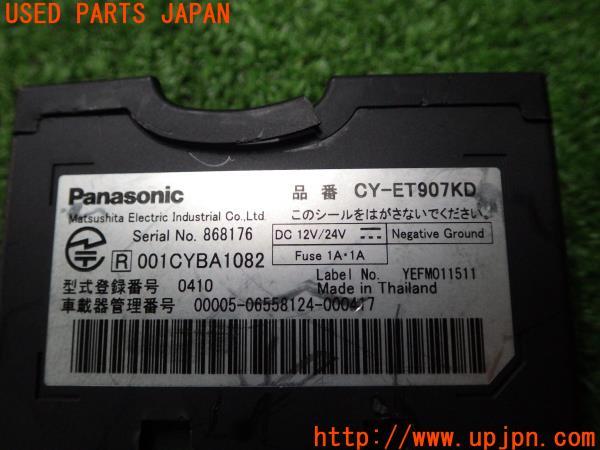 USED PARTS JAPAN
Panasonic
Matsushita Electric Industrial Co.,Ltd.
品 番 CY-ET907KD
このシールをはがさないでください。
Serial No. 868176
DC 12V/24V
Negative Ground
Fuse 1A・1A
R 001CYBA1082
Label No. YEFM011511
Made in Thailand
型式登録番号 0410
車載器管理番号 00005-06558124-000417
UPJ http://www.upjpn.com/